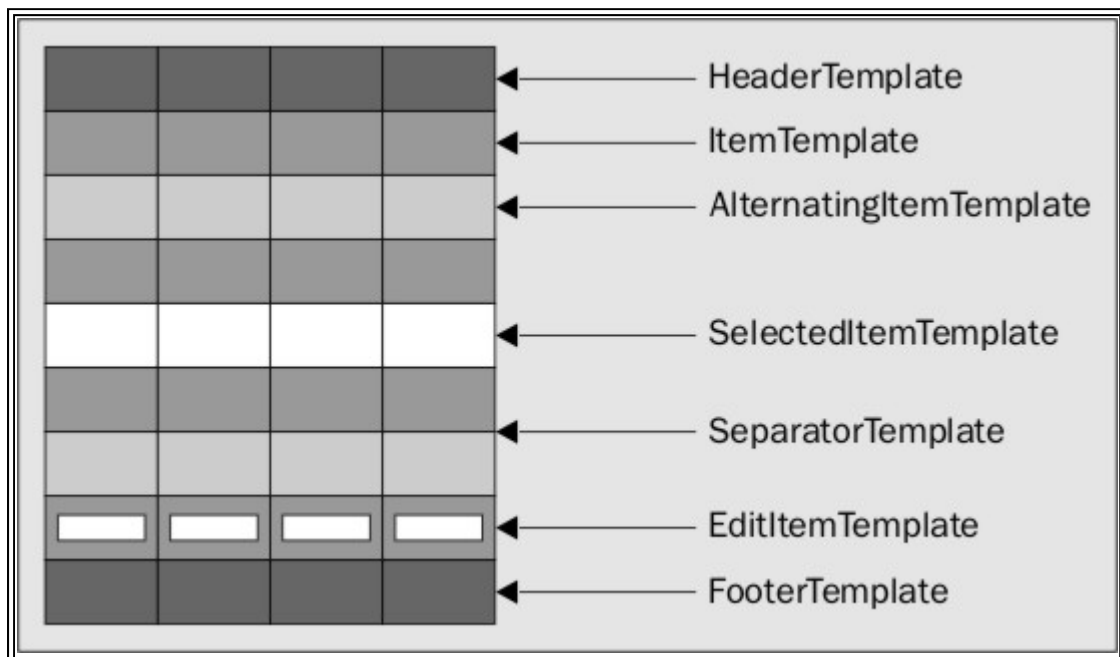 HeaderTemplate
ItemTemplate
AlternatingItemTemplate
SelectedItemTemplate
SeparatorTemplate
EditItemTemplate
FooterTemplate